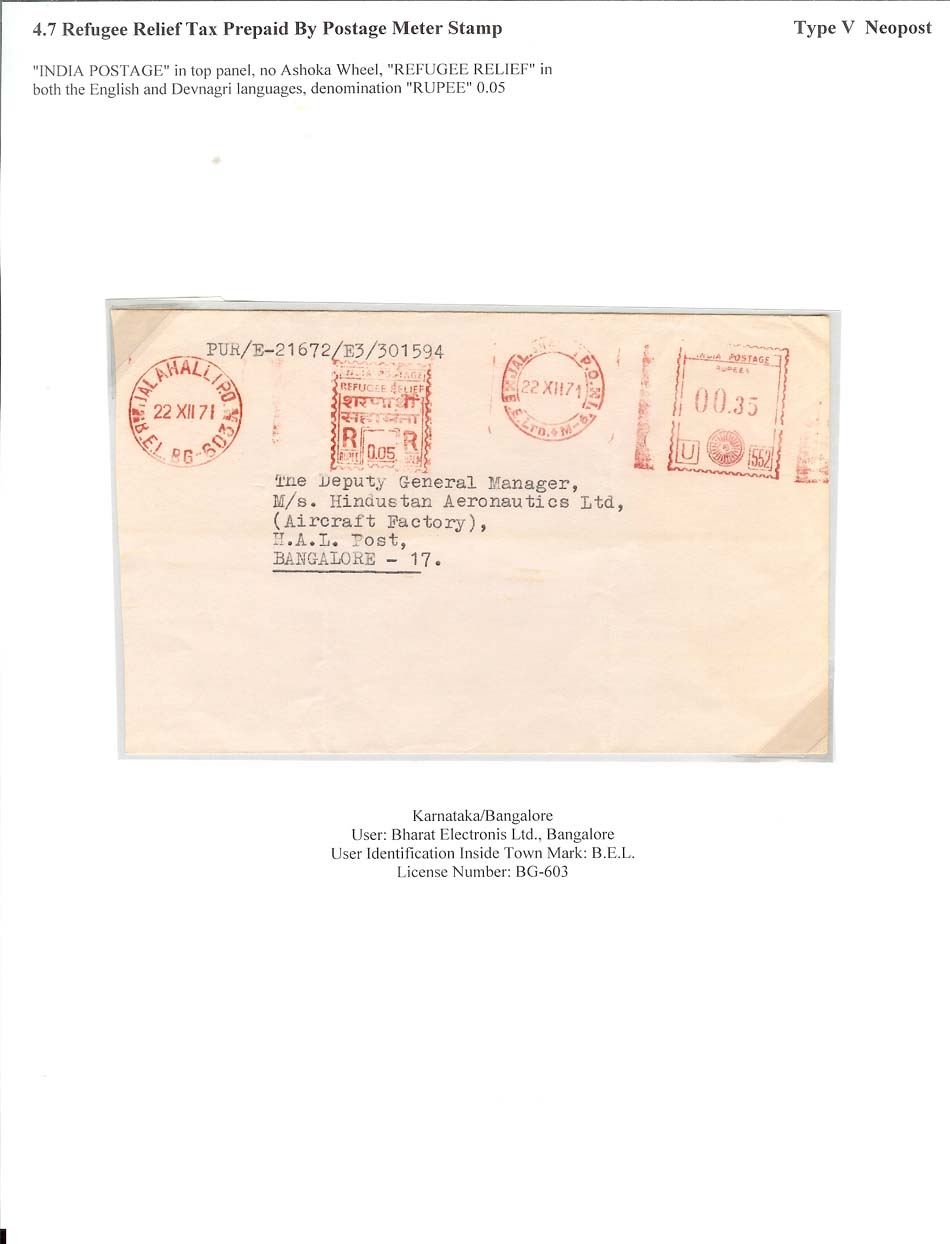 4.7 Refugee Relief Tax Prepaid By Postage Meter Stamp
Type V Neopost
"INDIA POSTAGE" in top panel, no Ashoka Wheel, "REFUGEE RELIEF" in
both the English and Devnagri languages, denomination "RUPEE" 0.05
PUR/E-21672/E3/301594
JALAHALLI P.O.
22 XII 71
B.E.L. BG-603
INDIA POSTAGE
REFUGEE RELIEF
शरणार्थी
सहायता
R R
RUPEE 0.05
P.O.
22 XII 71
E.LTD.
INDIA POSTAGE
RUPEES
00.35
U 552
The Deputy General Manager,
M/s. Hindustan Aeronautics Ltd,
(Aircraft Factory),
H.A.L. Post,
BANGALORE - 17.
Karnataka/Bangalore
User: Bharat Electronis Ltd., Bangalore
User Identification Inside Town Mark: B.E.L.
License Number: BG-603